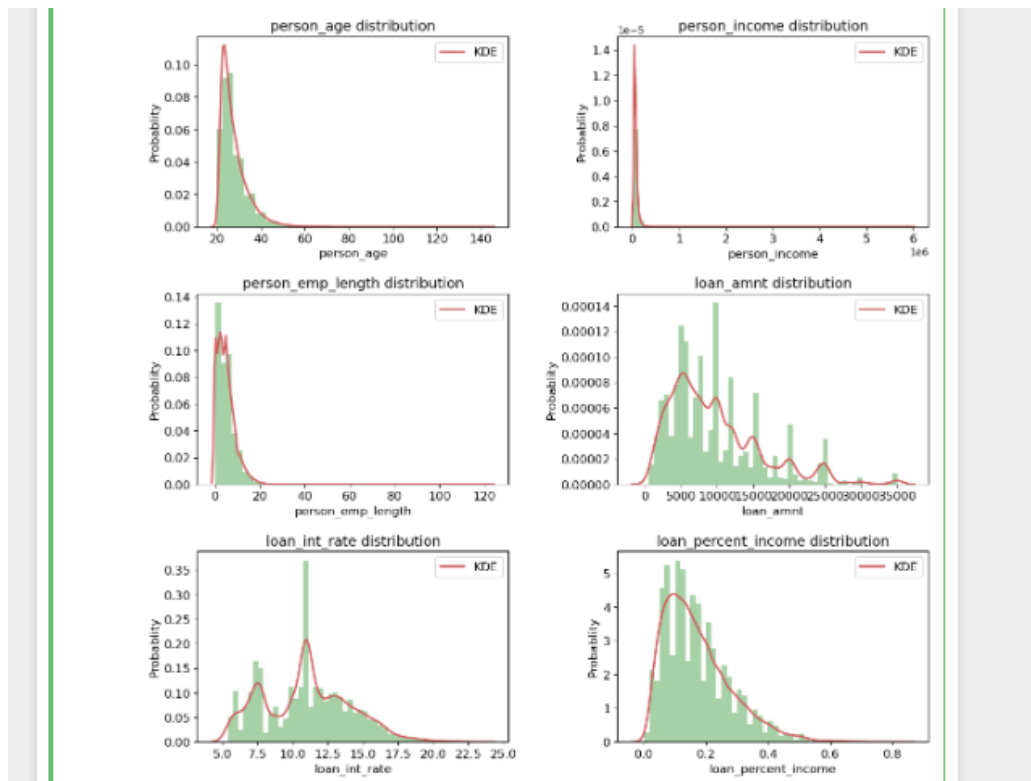 person_age distribution
KDE
Probablity
0.10
0.08
0.06
0.04
0.02
0.00
20 40 60 80 100 120 140
person_age
person_income distribution
1e−5
KDE
Probablity
1.4
1.2
1.0
0.8
0.6
0.4
0.2
0.0
0 1 2 3 4 5 6
1e6
person_income
person_emp_length distribution
KDE
Probablity
0.14
0.12
0.10
0.08
0.06
0.04
0.02
0.00
0 20 40 60 80 100 120
person_emp_length
loan_amnt distribution
KDE
Probablity
0.00014
0.00012
0.00010
0.00008
0.00006
0.00004
0.00002
0.00000
0 5000 10000 15000 20000 25000 30000 35000
loan_amnt
loan_int_rate distribution
KDE
Probablity
0.35
0.30
0.25
0.20
0.15
0.10
0.05
0.00
5.0 7.5 10.0 12.5 15.0 17.5 20.0 22.5 25.0
loan_int_rate
loan_percent_income distribution
KDE
Probablity
5
4
3
2
1
0
0.0 0.2 0.4 0.6 0.8
loan_percent_income